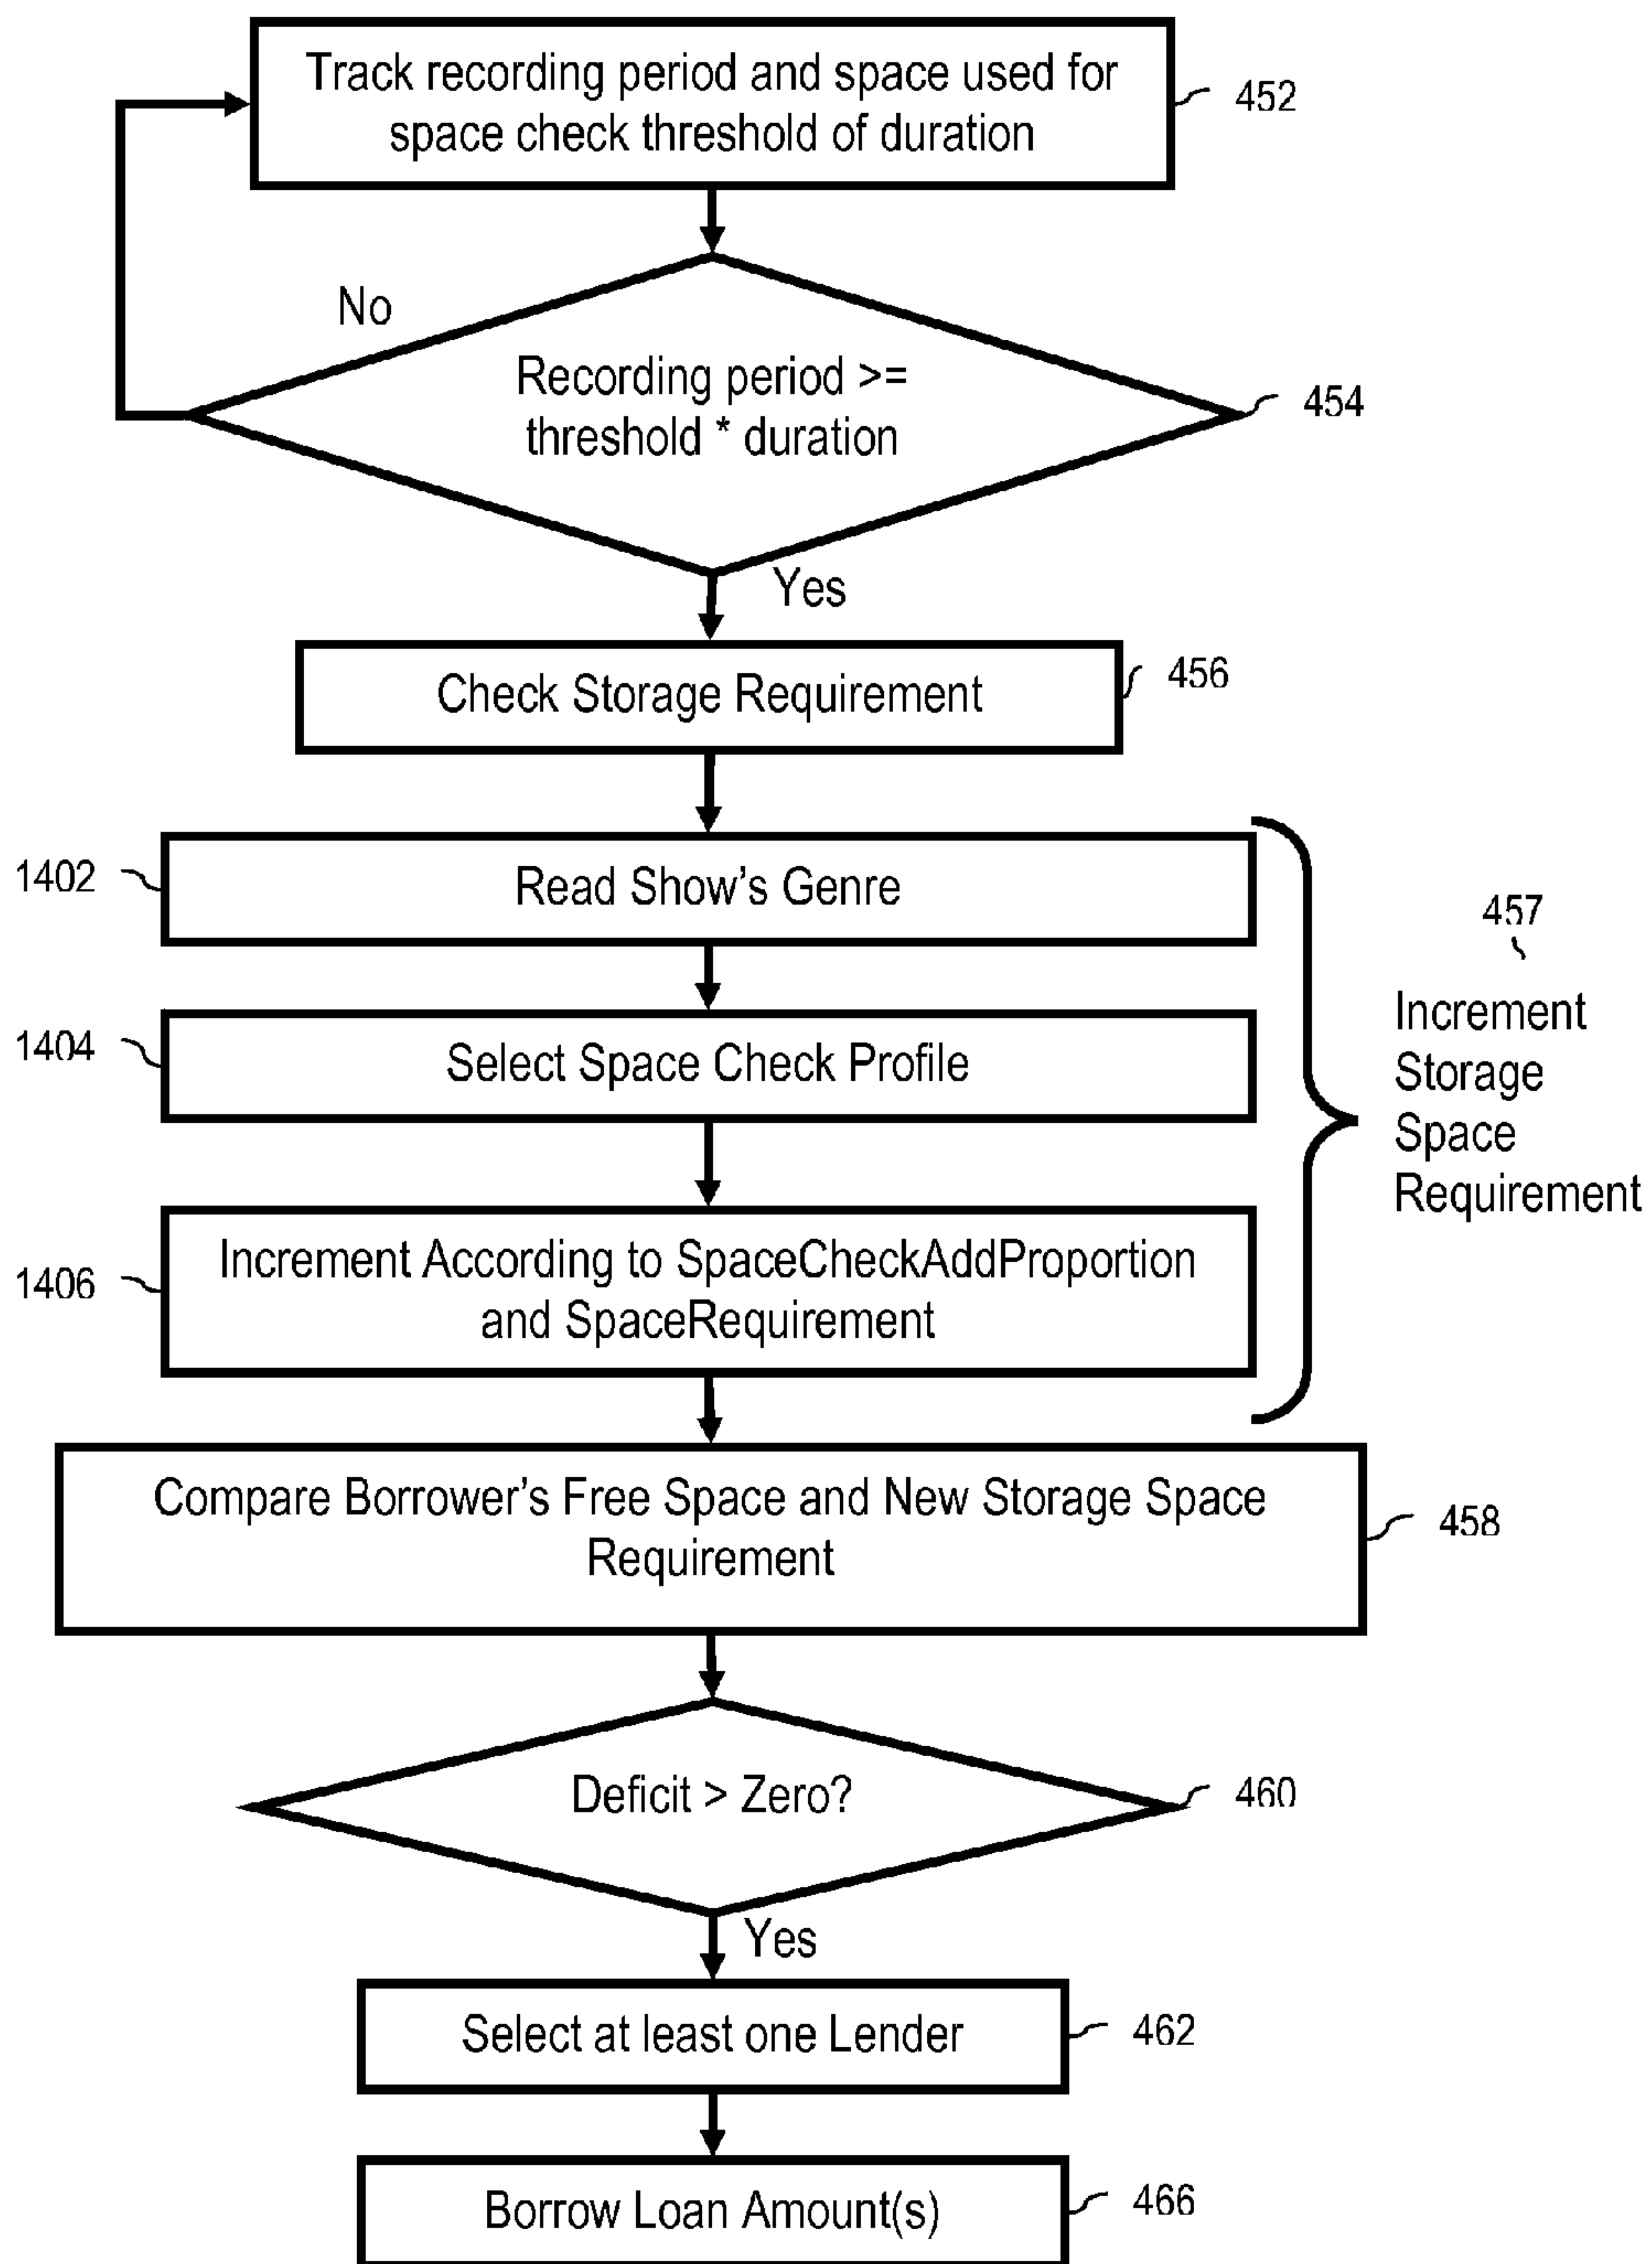 Track recording period and space used for
space check threshold of duration
452
No
Recording period >=
threshold * duration
454
Yes
Check Storage Requirement
456
1402
Read Show's Genre
457
Increment
Storage
Space
Requirement
1404
Select Space Check Profile
1406
Increment According to SpaceCheckAddProportion
and SpaceRequirement
Compare Borrower's Free Space and New Storage Space
Requirement
458
Deficit > Zero?
460
Yes
Select at least one Lender
462
Borrow Loan Amount(s)
466